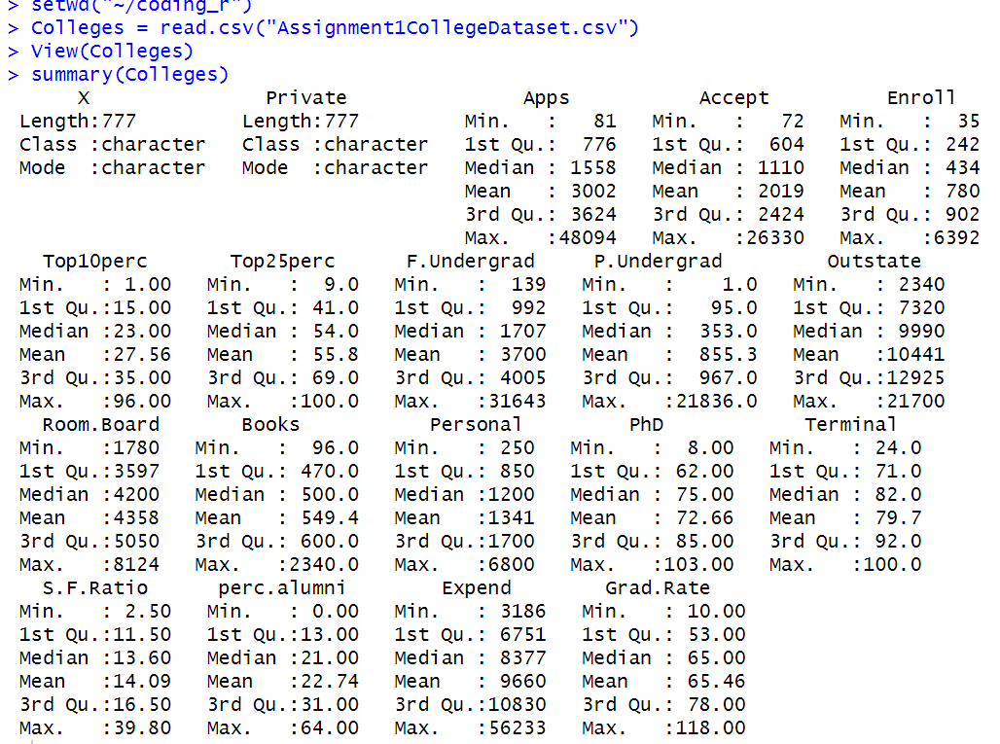 > setwd("~/coding_r")
> Colleges = read.csv("Assignment1CollegeDataset.csv")
> View(Colleges)
> summary(Colleges)
X Private Apps Accept Enroll
Length:777 Length:777 Min. : 81 Min. : 72 Min. : 35
Class :character Class :character 1st Qu.: 776 1st Qu.: 604 1st Qu.: 242
Mode :character Mode :character Median : 1558 Median : 1110 Median : 434
Mean : 3002 Mean : 2019 Mean : 780
3rd Qu.: 3624 3rd Qu.: 2424 3rd Qu.: 902
Max. :48094 Max. :26330 Max. :6392
Top10perc Top25perc F.Undergrad P.Undergrad Outstate
Min. : 1.00 Min. : 9.0 Min. : 139 Min. : 1.0 Min. : 2340
1st Qu.:15.00 1st Qu.: 41.0 1st Qu.: 992 1st Qu.: 95.0 1st Qu.: 7320
Median :23.00 Median : 54.0 Median : 1707 Median : 353.0 Median : 9990
Mean :27.56 Mean : 55.8 Mean : 3700 Mean : 855.3 Mean :10441
3rd Qu.:35.00 3rd Qu.: 69.0 3rd Qu.: 4005 3rd Qu.: 967.0 3rd Qu.:12925
Max. :96.00 Max. :100.0 Max. :31643 Max. :21836.0 Max. :21700
Room.Board Books Personal PhD Terminal
Min. :1780 Min. : 96.0 Min. : 250 Min. : 8.00 Min. : 24.0
1st Qu.:3597 1st Qu.: 470.0 1st Qu.: 850 1st Qu.: 62.00 1st Qu.: 71.0
Median :4200 Median : 500.0 Median :1200 Median : 75.00 Median : 82.0
Mean :4358 Mean : 549.4 Mean :1341 Mean : 72.66 Mean : 79.7
3rd Qu.:5050 3rd Qu.: 600.0 3rd Qu.:1700 3rd Qu.: 85.00 3rd Qu.: 92.0
Max. :8124 Max. :2340.0 Max. :6800 Max. :103.00 Max. :100.0
S.F.Ratio perc.alumni Expend Grad.Rate
Min. : 2.50 Min. : 0.00 Min. : 3186 Min. : 10.00
1st Qu.:11.50 1st Qu.:13.00 1st Qu.: 6751 1st Qu.: 53.00
Median :13.60 Median :21.00 Median : 8377 Median : 65.00
Mean :14.09 Mean :22.74 Mean : 9660 Mean : 65.46
3rd Qu.:16.50 3rd Qu.:31.00 3rd Qu.:10830 3rd Qu.: 78.00
Max. :39.80 Max. :64.00 Max. :56233 Max. :118.00